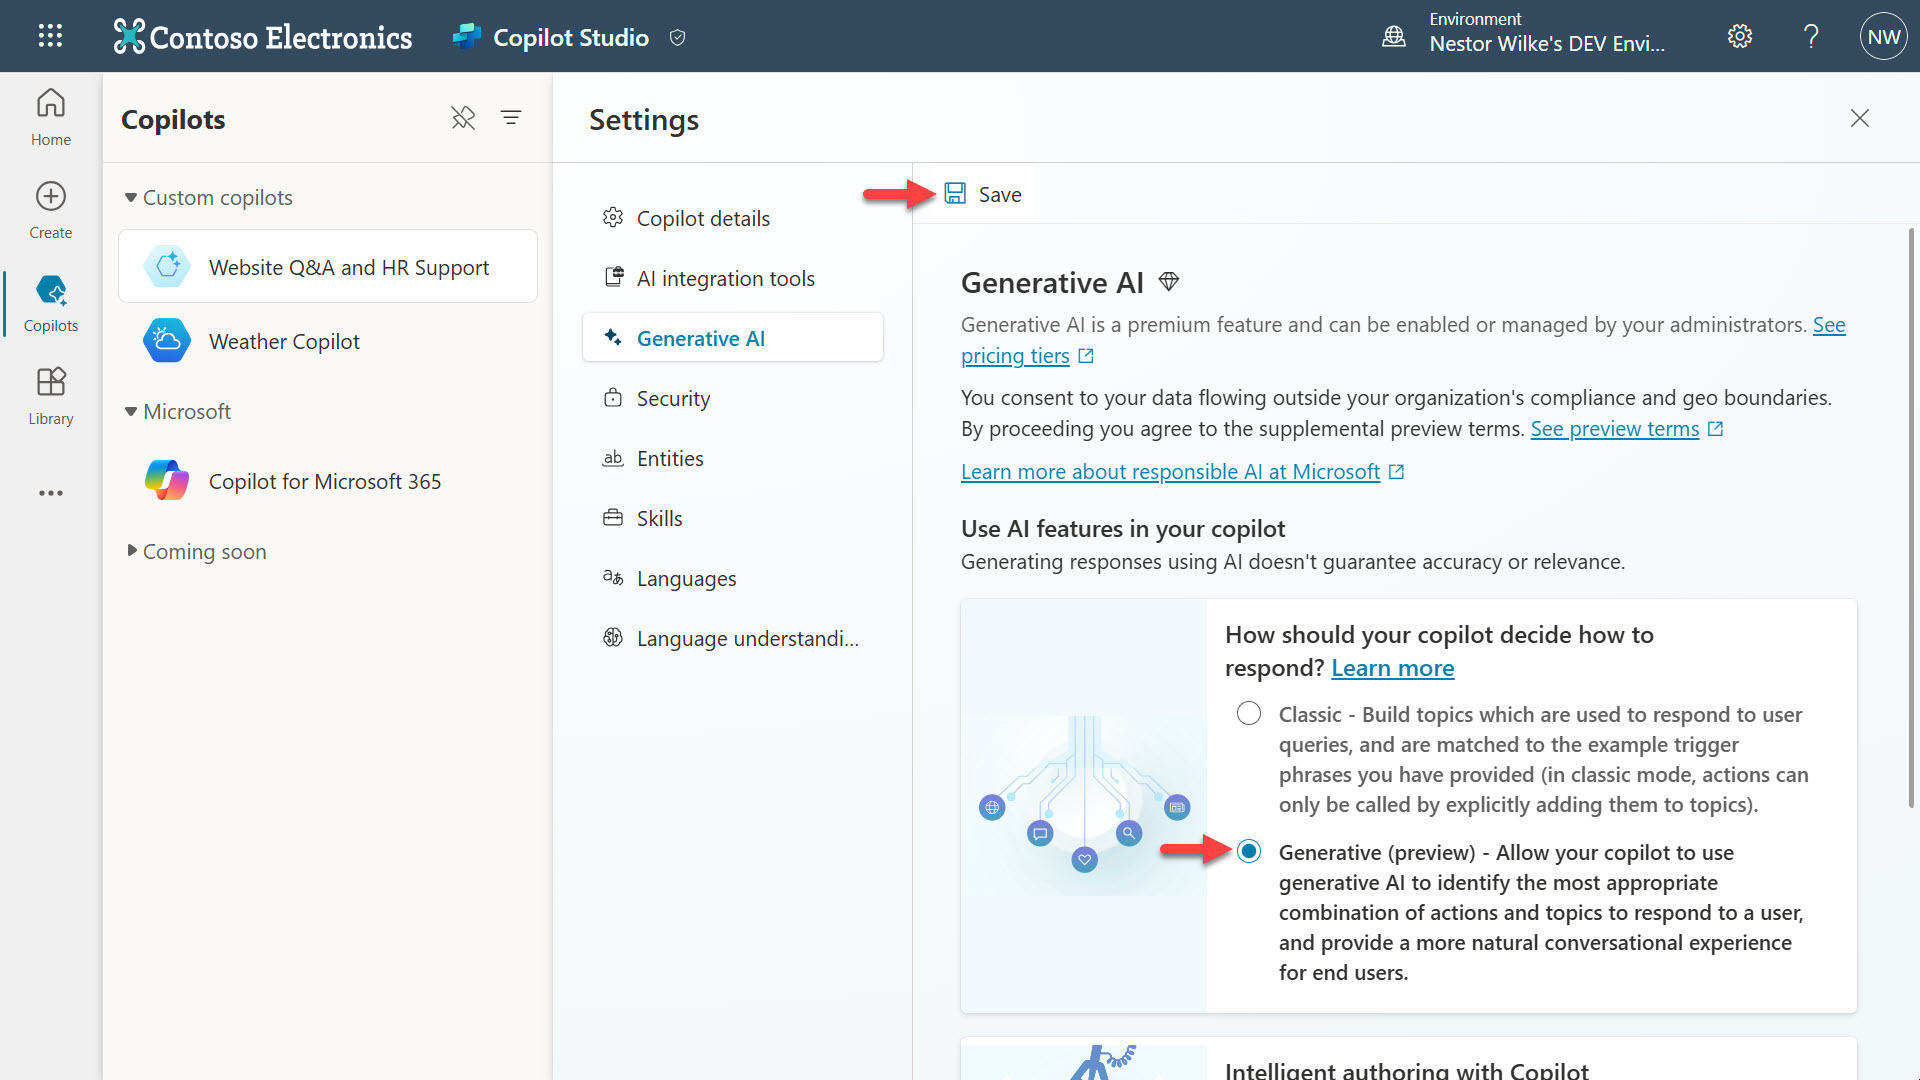 Contoso Electronics
Copilot Studio
Environment
Nestor Wilke's DEV Envi...
?
NW
Home
Create
Copilots
Library
Copilots
Custom copilots
Website Q&A and HR Support
Weather Copilot
Microsoft
Copilot for Microsoft 365
Coming soon
Settings
Copilot details
AI integration tools
Generative AI
Security
Entities
Skills
Languages
Language understandi...
Save
Generative AI
Generative AI is a premium feature and can be enabled or managed by your administrators. See
pricing tiers
You consent to your data flowing outside your organization's compliance and geo boundaries.
By proceeding you agree to the supplemental preview terms. See preview terms
Learn more about responsible AI at Microsoft
Use AI features in your copilot
Generating responses using AI doesn't guarantee accuracy or relevance.
How should your copilot decide how to
respond? Learn more
Classic - Build topics which are used to respond to user
queries, and are matched to the example trigger
phrases you have provided (in classic mode, actions can
only be called by explicitly adding them to topics).
Generative (preview) - Allow your copilot to use
generative AI to identify the most appropriate
combination of actions and topics to respond to a user,
and provide a more natural conversational experience
for end users.
Intelligent authoring with Copilot